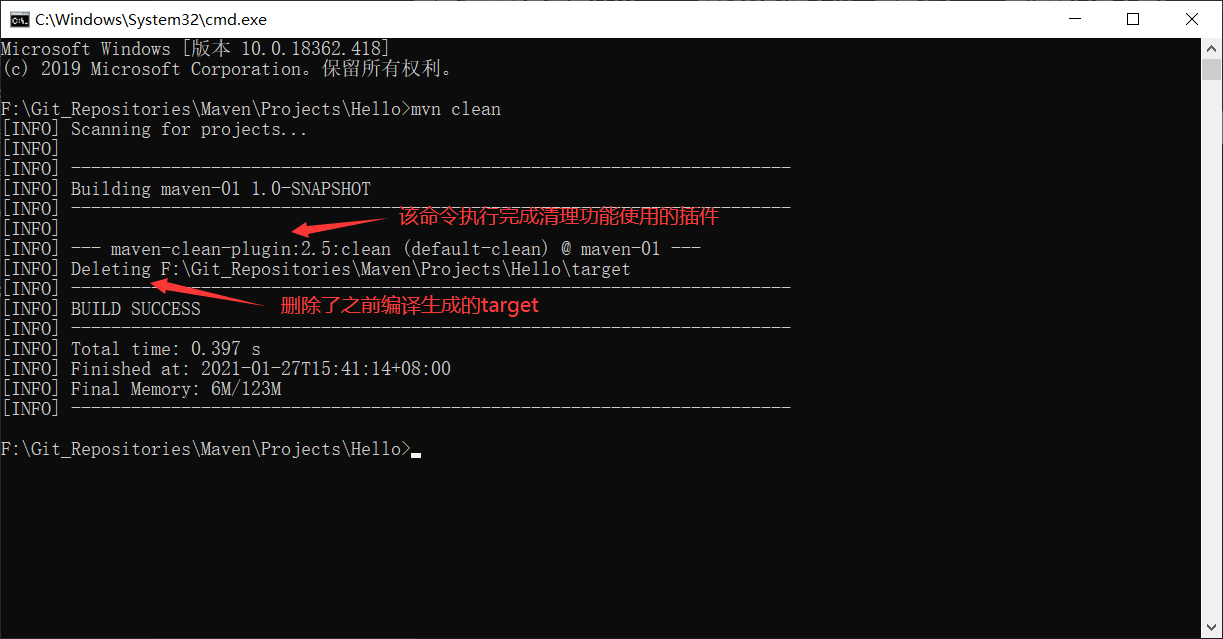 C:\Windows\System32\cmd.exe
Microsoft Windows [版本 10.0.18362.418]
(c) 2019 Microsoft Corporation。保留所有权利。
F:\Git_Repositories\Maven\Projects\Hello>mvn clean
[INFO] Scanning for projects...
[INFO]
[INFO] ------------------------------------------------------------------------
[INFO] Building maven-01 1.0-SNAPSHOT
[INFO] ------------------------------------------------------------------------
该命令执行完成清理功能使用的插件
[INFO]
[INFO] --- maven-clean-plugin:2.5:clean (default-clean) @ maven-01 ---
[INFO] Deleting F:\Git_Repositories\Maven\Projects\Hello\target
[INFO] ------------------------------------------------------------------------
[INFO] BUILD SUCCESS
删除了之前编译生成的target
[INFO] ------------------------------------------------------------------------
[INFO] Total time: 0.397 s
[INFO] Finished at: 2021-01-27T15:41:14+08:00
[INFO] Final Memory: 6M/123M
[INFO] ------------------------------------------------------------------------
F:\Git_Repositories\Maven\Projects\Hello>